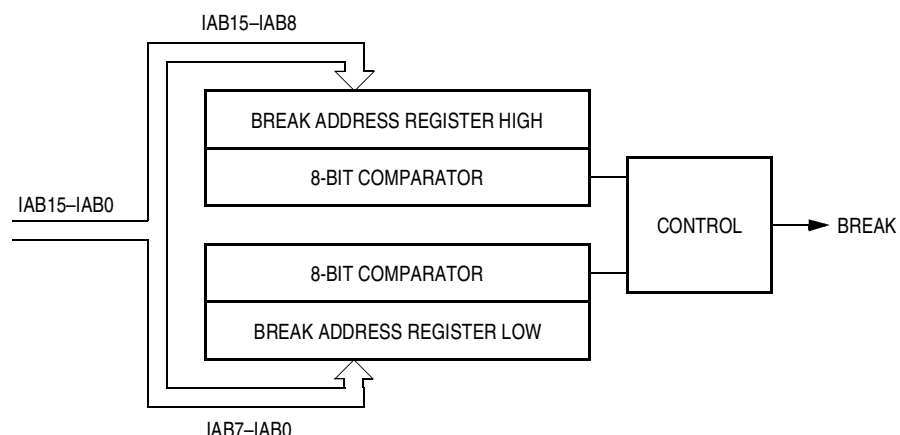 IAB15–IAB8
BREAK ADDRESS REGISTER HIGH
8-BIT COMPARATOR
IAB15–IAB0
CONTROL
BREAK
8-BIT COMPARATOR
BREAK ADDRESS REGISTER LOW
IAB7–IAB0